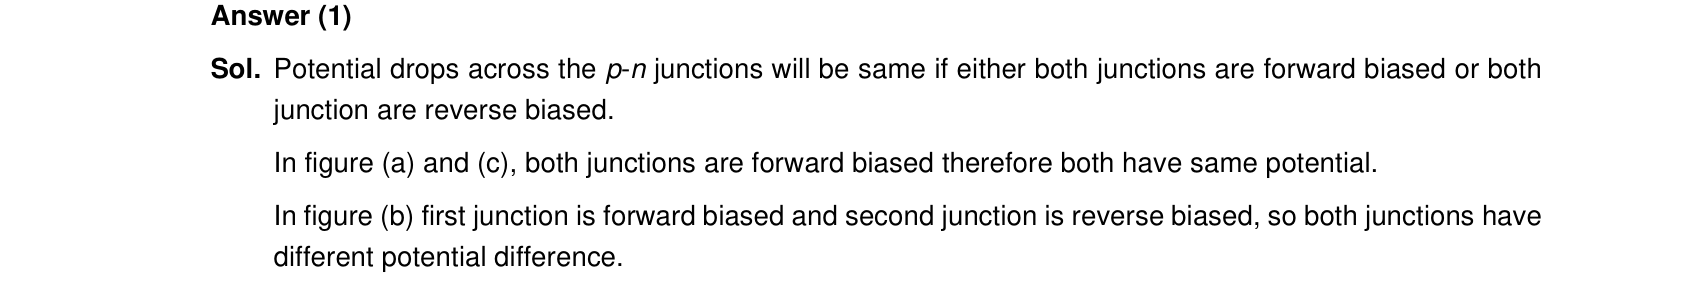 Answer (1)
Sol. Potential drops across the p-n junctions will be same if either both junctions are forward biased or both
junction are reverse biased.
In figure (a) and (c), both junctions are forward biased therefore both have same potential.
In figure (b) first junction is forward biased and second junction is reverse biased, so both junctions have
different potential difference.